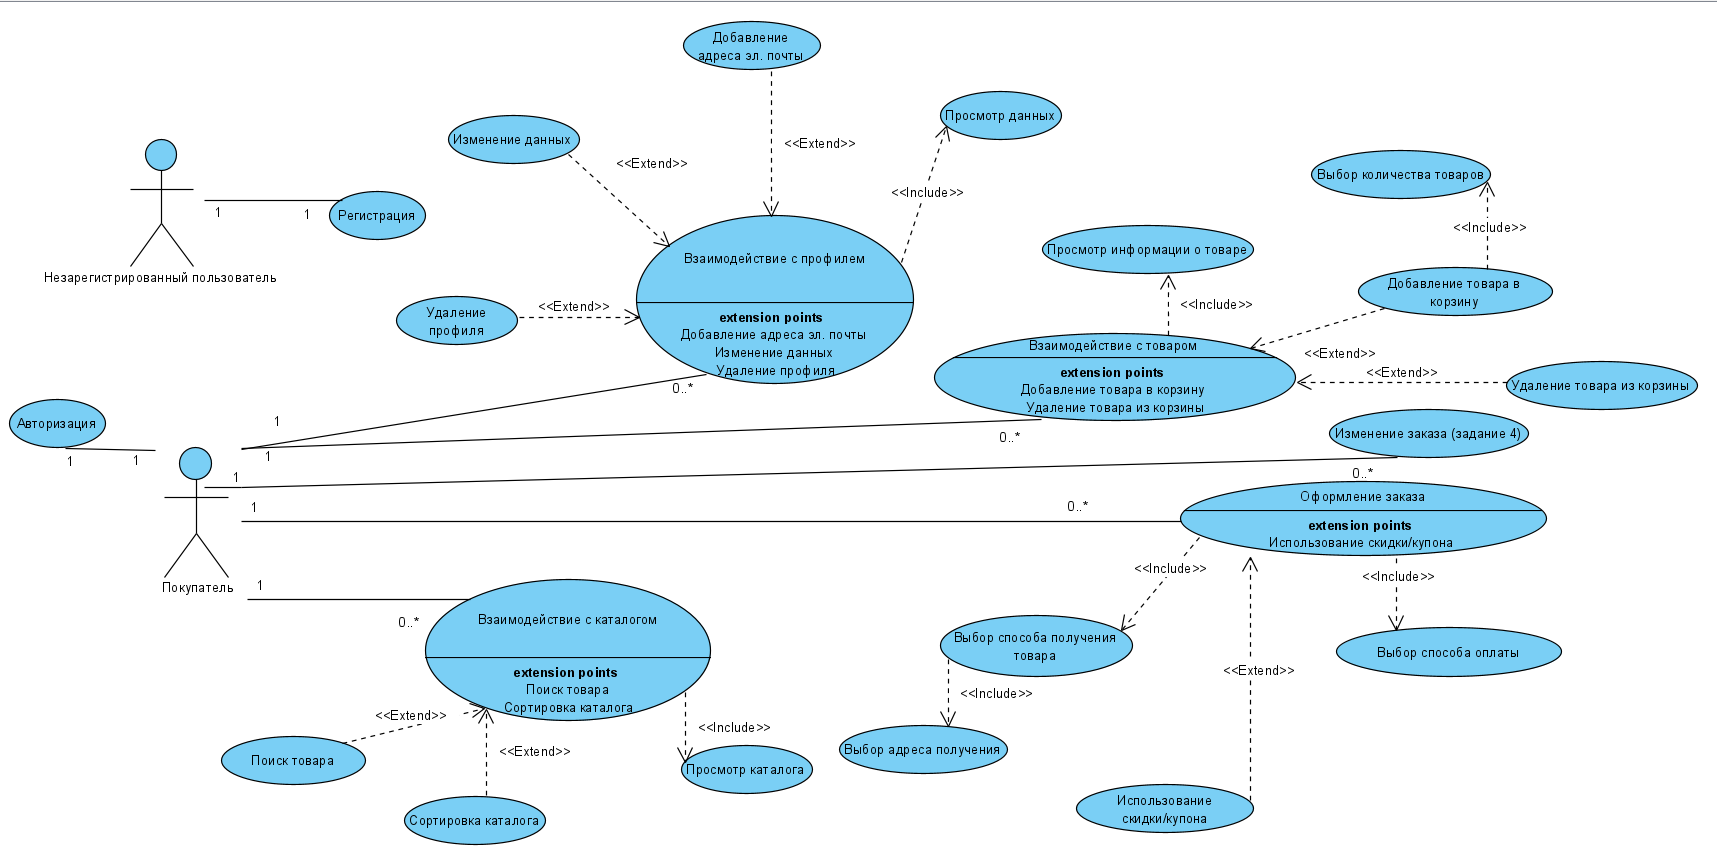 Добавление
адреса эл. почты
Изменение данных
<<Extend>>
<<Extend>>
Просмотр данных
<<Include>>
Выбор количества товаров
<<Include>>
1
1
Регистрация
Незарегистрированный пользователь
Взаимодействие с профилем
extension points
Добавление адреса эл. почты
Изменение данных
Удаление профиля
Удаление
профиля
<<Extend>>
Просмотр информации о товаре
<<Include>>
Добавление товара в
корзину
Взаимодействие с товаром
extension points
Добавление товара в корзину
Удаление товара из корзины
<<Extend>>
<<Extend>>
Удаление товара из корзины
0..*
1
Авторизация
1
1
1
0..*
Изменение заказа (задание 4)
1
0..*
1
0..*
Оформление заказа
extension points
Использование скидки/купона
Покупатель
1
0..*
Взаимодействие с каталогом
extension points
Поиск товара
Сортировка каталога
<<Include>>
<<Include>>
Выбор способа получения
товара
Выбор способа оплаты
<<Extend>>
<<Include>>
<<Extend>>
<<Include>>
<<Extend>>
Поиск товара
Просмотр каталога
Выбор адреса получения
Сортировка каталога
Использование
скидки/купона